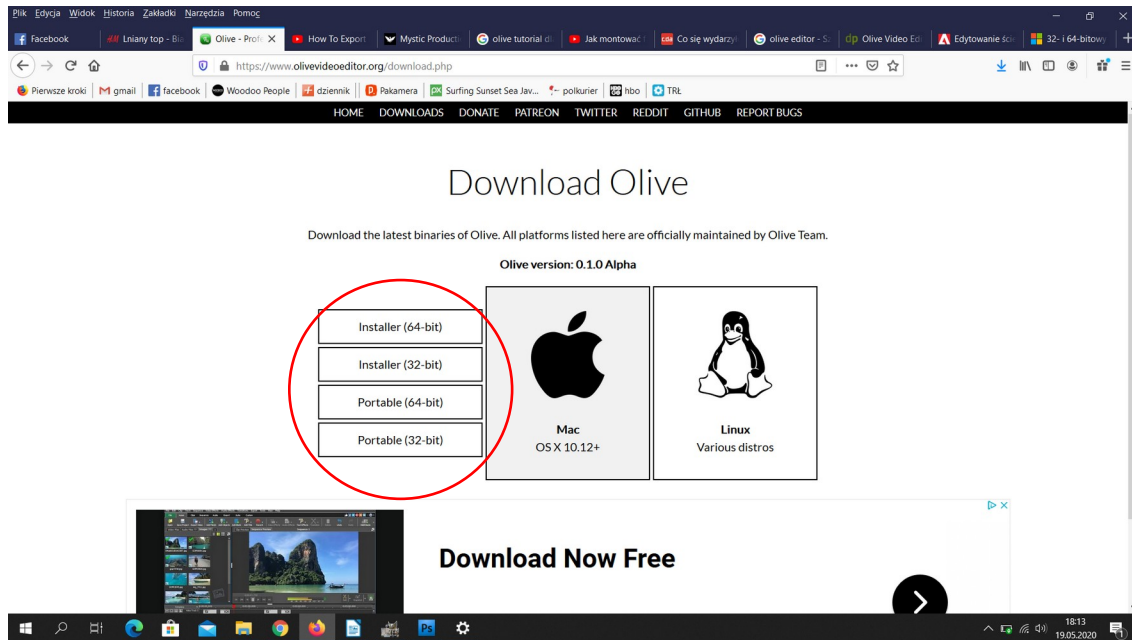 Plik Edycja Widok Historia Zakładki Narzędzia Pomoc
Facebook Lniany top - Bia Olive - Profe How To Export Mystic Producti olive tutorial dl Jak montować f Co się wydarzy olive editor - Sz Olive Video Edi Edytowanie ście 32- i 64-bitowy
https://www.olivevideoeditor.org/download.php
Pierwsze kroki gmail facebook Woodoo People dziennik Pakamera Surfing Sunset Sea Jav... polkurier hbo TRŁ
HOME DOWNLOADS DONATE PATREON TWITTER REDDIT GITHUB REPORT BUGS
Download Olive
Download the latest binaries of Olive. All platforms listed here are officially maintained by Olive Team.
Olive version: 0.1.0 Alpha
Installer (64-bit)
Installer (32-bit)
Portable (64-bit)
Portable (32-bit)
Mac
OS X 10.12+
Linux
Various distros
Download Now Free
Ps
18:13
19.05.2020